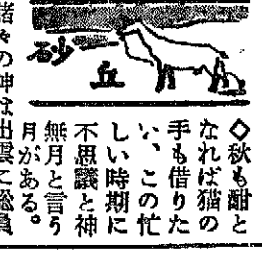 砂丘
◇秋も酣と
なれば猫の
手も借りた
い、この忙
しい時期に
不思議と神
無月と言う
月がある。
諸々の神は出雲に総員